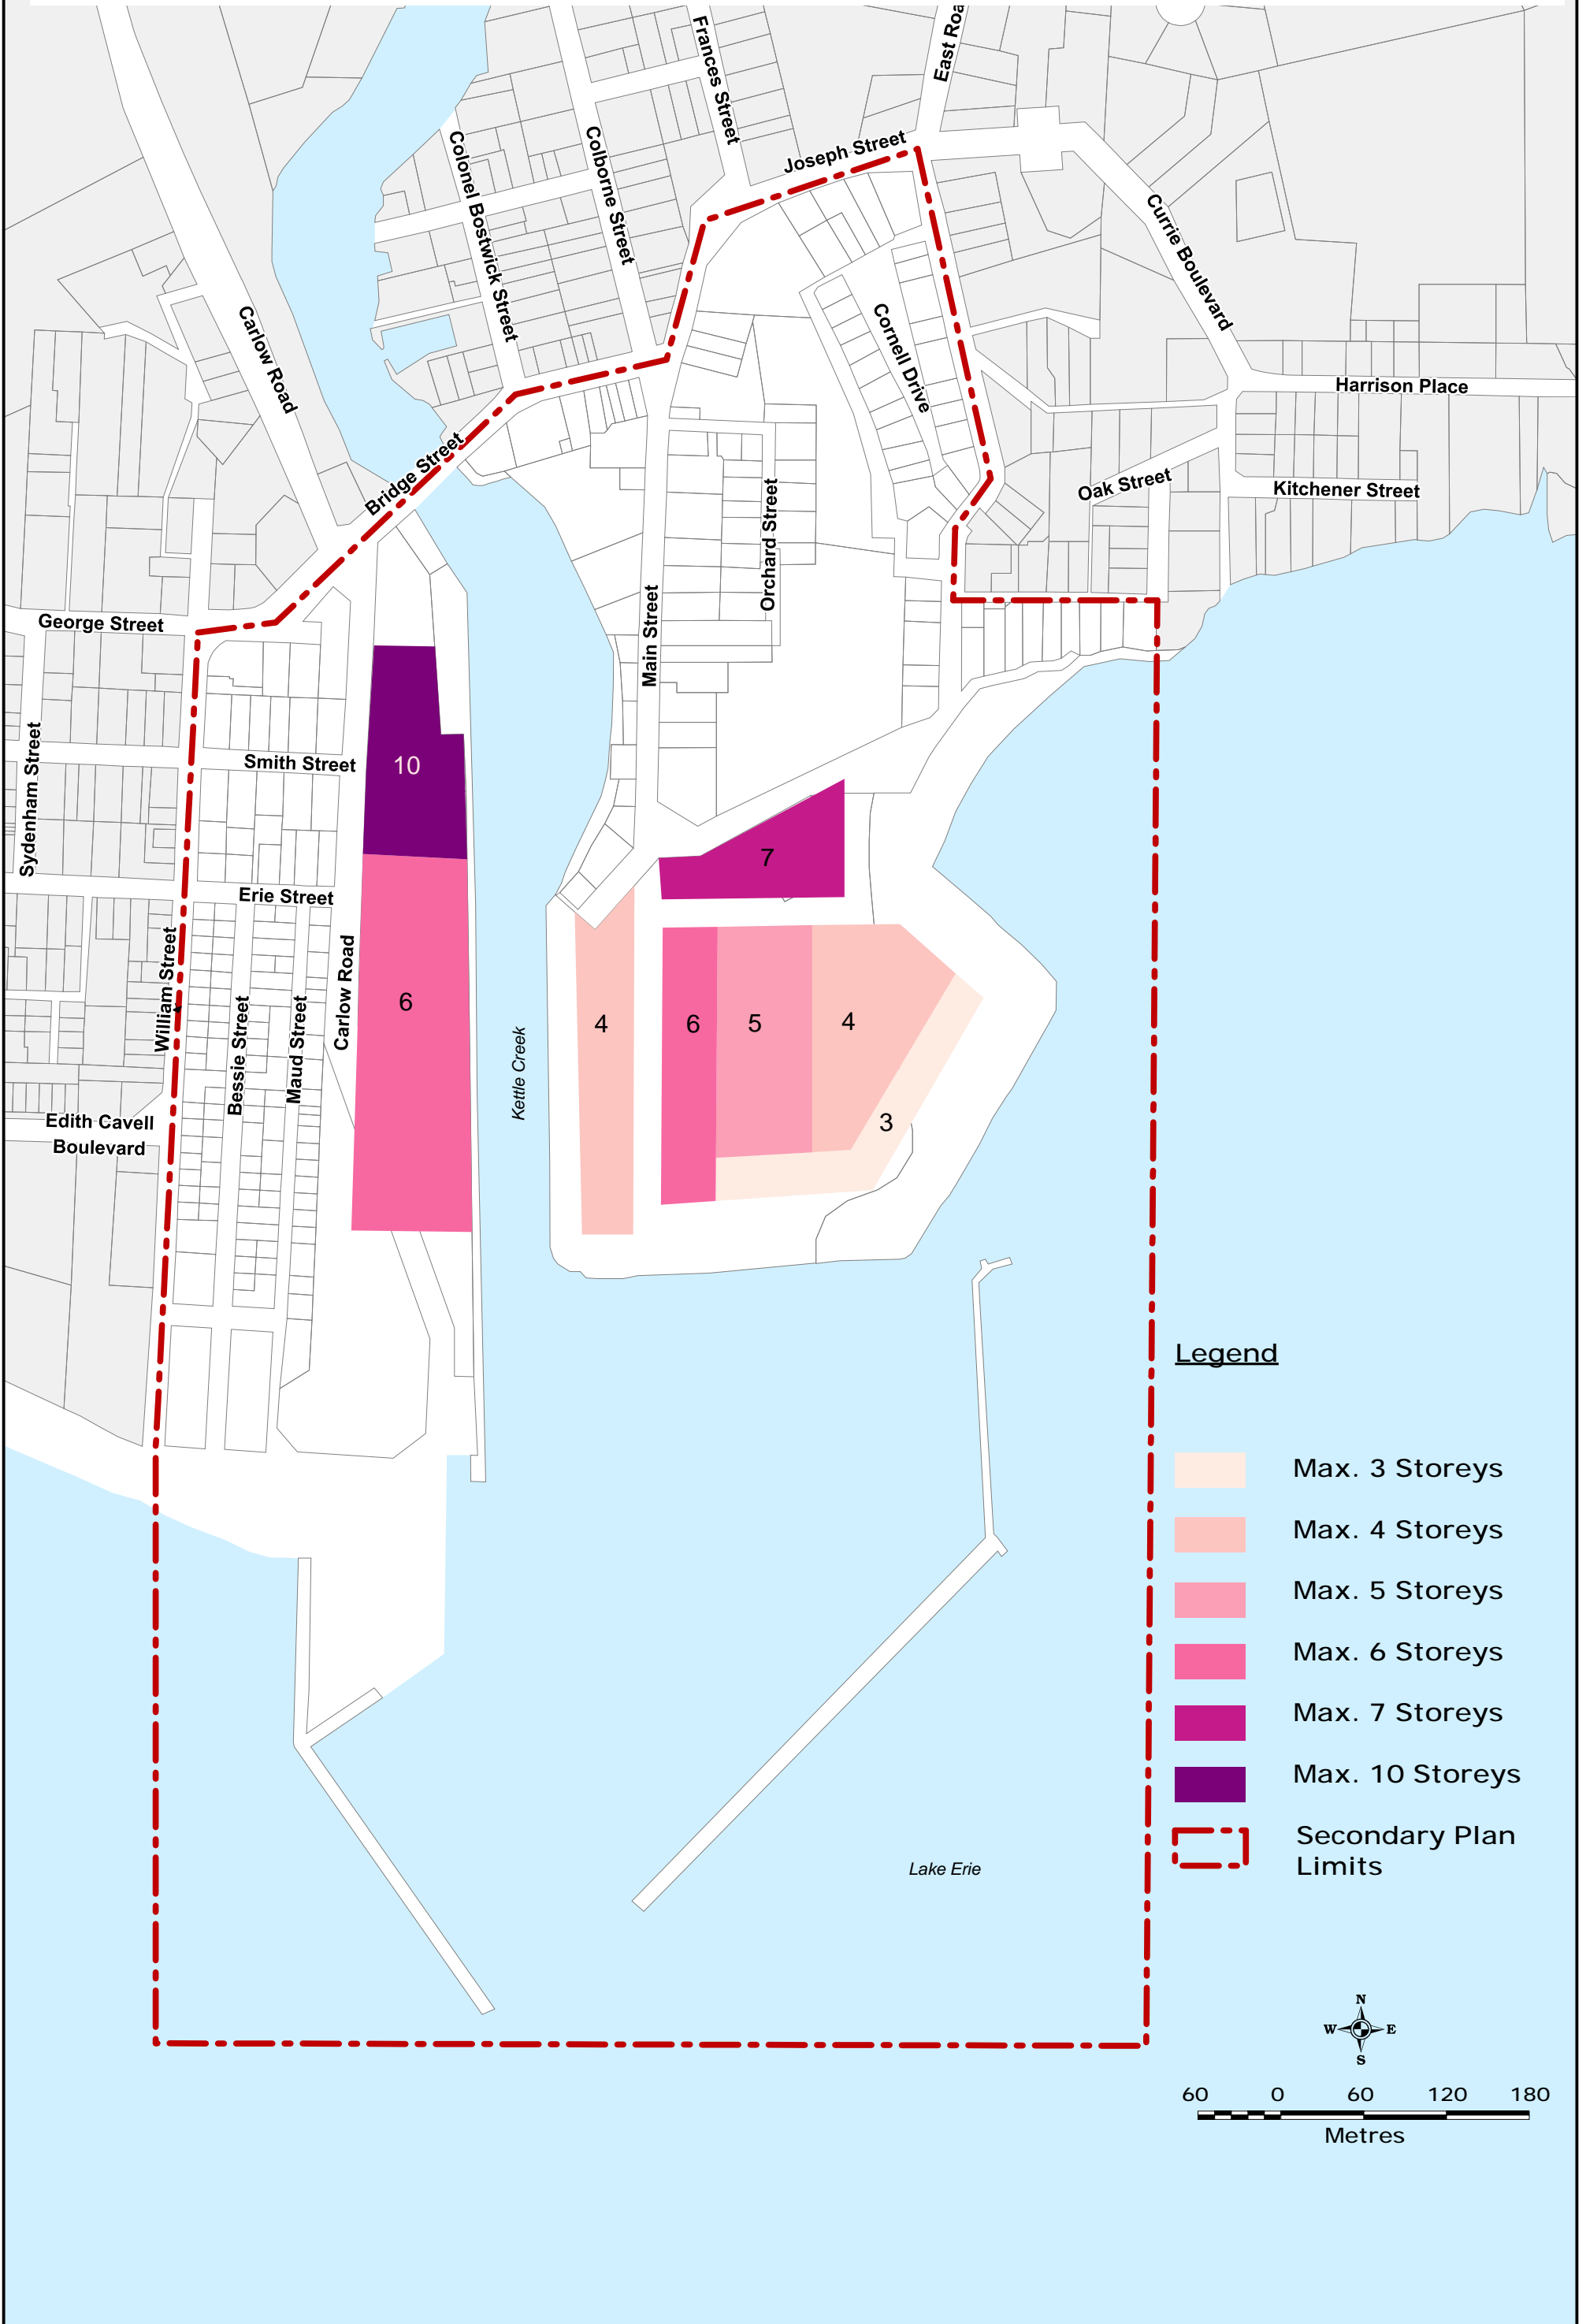 Frances Street
East Roa
Joseph Street
Colonel Bostwick Street
Colborne Street
Currie Boulevard
Carlow Road
Cornell Drive
Harrison Place
Bridge Street
Oak Street
Kitchener Street
Orchard Street
Main Street
George Street
Sydenham Street
Smith Street
10
7
Erie Street
William Street
Carlow Road
6
Bessie Street
Maud Street
Kettle Creek
4
6
5
4
3
Edith Cavell
Boulevard
Legend
Max. 3 Storeys
Max. 4 Storeys
Max. 5 Storeys
Max. 6 Storeys
Max. 7 Storeys
Max. 10 Storeys
Secondary Plan
Limits
Lake Erie
N
W E
S
60 0 60 120 180
Metres